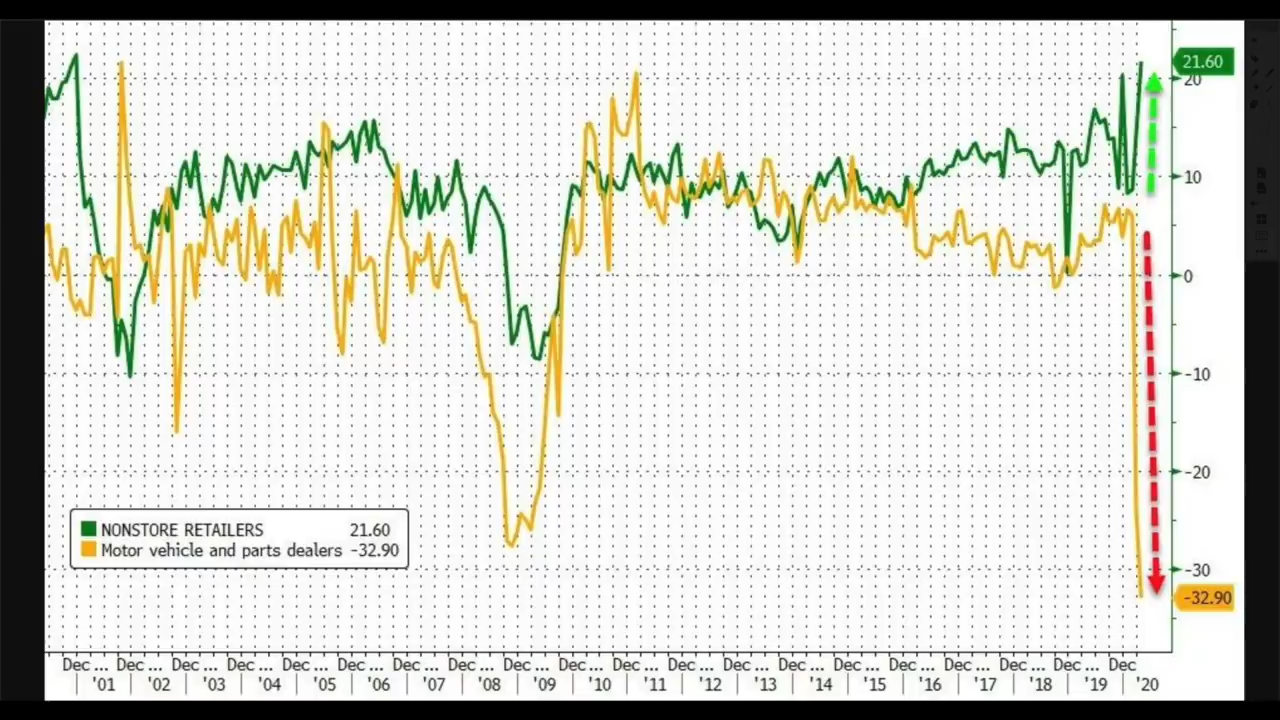 21.60
20
10
0
-10
-20
-30
-32.90
NONSTORE RETAILERS 21.60
Motor vehicle and parts dealers -32.90
Dec ... Dec ... Dec ... Dec ... Dec ... Dec ... Dec ... Dec ... Dec ... Dec ... Dec ... Dec ... Dec ... Dec ... Dec ... Dec ... Dec ... Dec ... Dec ... Dec
'01 '02 '03 '04 '05 '06 '07 '08 '09 '10 '11 '12 '13 '14 '15 '16 '17 '18 '19 '20